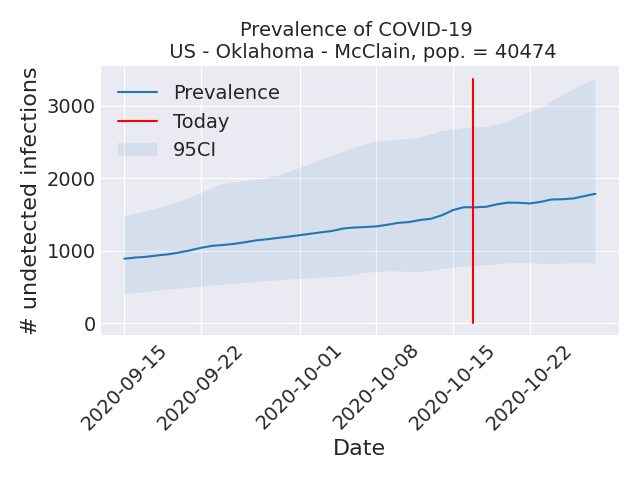 Prevalence of COVID-19
US - Oklahoma - McClain, pop. = 40474
# undetected infections
3000
2000
1000
0
Prevalence
Today
95CI
2020-09-15
2020-09-22
2020-10-01
2020-10-08
2020-10-15
2020-10-22
Date